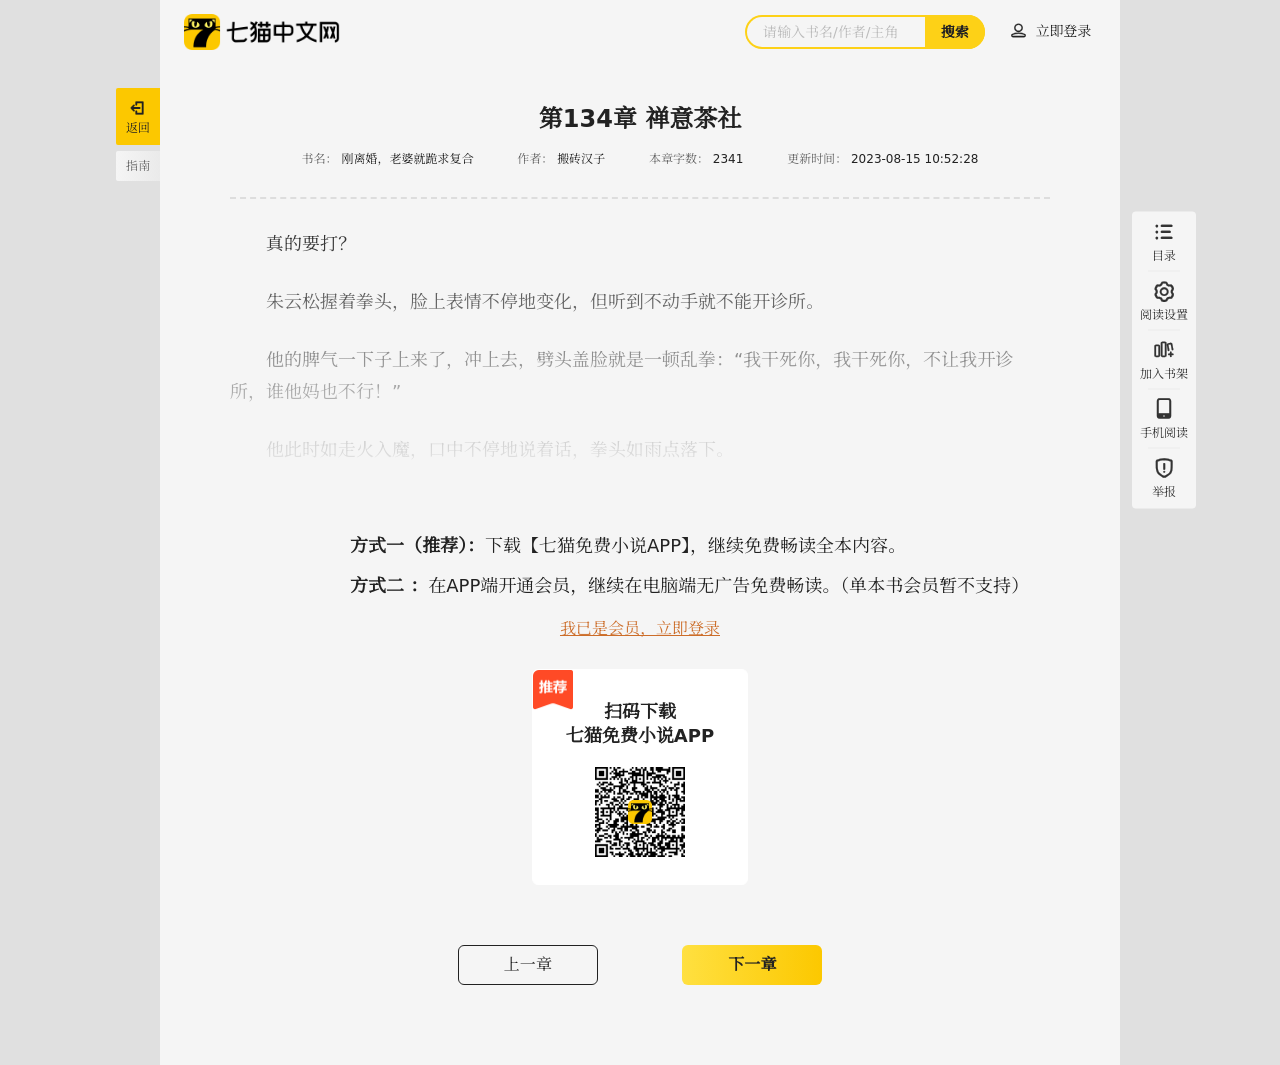 七猫中文网
请输入书名/作者/主角
搜索
立即登录
返回
指南
第134章 禅意茶社
书名： 刚离婚，老婆就跪求复合 作者： 搬砖汉子 本章字数： 2341 更新时间： 2023-08-15 10:52:28
真的要打？
朱云松握着拳头，脸上表情不停地变化，但听到不动手就不能开诊所。
他的脾气一下子上来了，冲上去，劈头盖脸就是一顿乱拳：“我干死你，我干死你，不让我开诊
所，谁他妈也不行！”
他此时如走火入魔，口中不停地说着话，拳头如雨点落下。
目录
阅读设置
加入书架
手机阅读
举报
方式一（推荐）： 下载【七猫免费小说APP】，继续免费畅读全本内容。
方式二 ： 在APP端开通会员，继续在电脑端无广告免费畅读。（单本书会员暂不支持）
我已是会员，立即登录
推荐
扫码下载
七猫免费小说APP
上一章
下一章